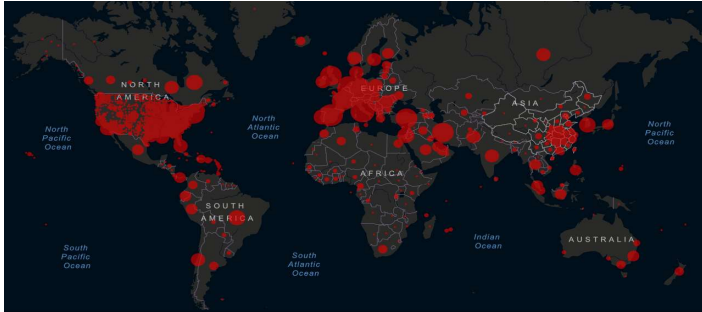 NORTH
AMERICA
EUROPE
ASIA
North
Pacific
Ocean
North
Atlantic
Ocean
North
Pacific
Ocean
AFRICA
SOUTH
AMERICA
Indian
Ocean
AUSTRALIA
South
Pacific
Ocean
South
Atlantic
Ocean